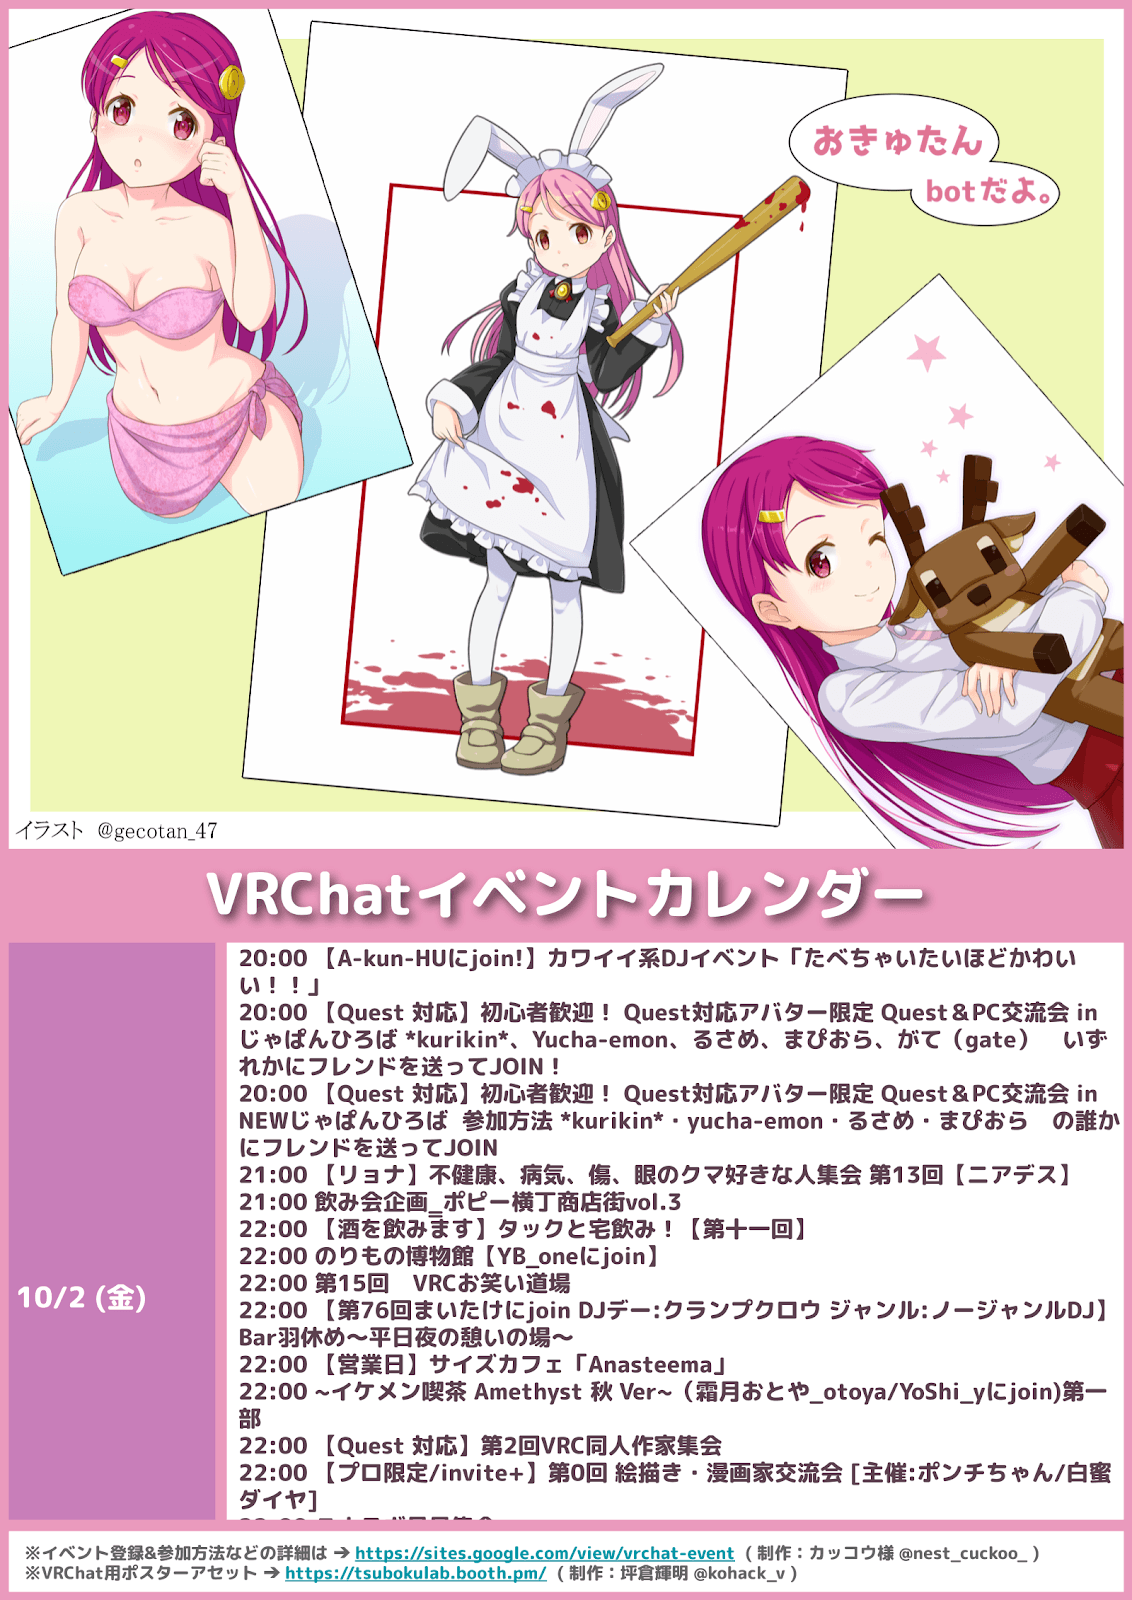 おきゅたん
botだよ。
イラスト @gecotan_47
VRChatイベントカレンダー
10/2 (金)
20:00 【A-kun-HUにjoin!】カワイイ系DJイベント「たべちゃいたいほどかわい
い！！」
20:00 【Quest 対応】初心者歓迎！ Quest対応アバター限定 Quest＆PC交流会 in
じゃぱんひろば *kurikin*、Yucha-emon、るさめ、まぴおら、がて（gate）　いず
れかにフレンドを送ってJOIN！
20:00 【Quest 対応】初心者歓迎！ Quest対応アバター限定 Quest＆PC交流会 in
NEWじゃぱんひろば 参加方法 *kurikin*・yucha-emon・るさめ・まぴおら　の誰か
にフレンドを送ってJOIN
21:00 【リョナ】不健康、病気、傷、眼のクマ好きな人集会 第13回【ニアデス】
21:00 飲み会企画_ポピー横丁商店街vol.3
22:00 【酒を飲みます】タックと宅飲み！【第十一回】
22:00 のりもの博物館【YB_oneにjoin】
22:00 第15回　VRCお笑い道場
22:00 【第76回まいたけにjoin DJデー:クランプクロウ ジャンル:ノージャンルDJ】
Bar羽休め～平日夜の憩いの場～
22:00 【営業日】サイズカフェ「Anasteema」
22:00 ~イケメン喫茶 Amethyst 秋 Ver~（霜月おとや_otoya/YoShi_yにjoin)第一
部
22:00 【Quest 対応】第2回VRC同人作家集会
22:00 【プロ限定/invite+】第0回 絵描き・漫画家交流会 [主催:ポンチちゃん/白蜜
ダイヤ]
※イベント登録&参加方法などの詳細は ➔ https://sites.google.com/view/vrchat-event ( 制作：カッコウ様 @nest_cuckoo_ )
※VRChat用ポスターアセット ➔ https://tsubokulab.booth.pm/ ( 制作：坪倉輝明 @kohack_v )